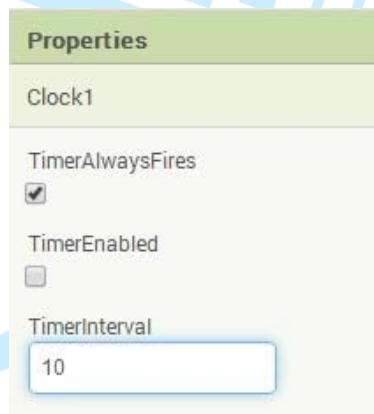 Properties
Clock1
TimerAlwaysFires
TimerEnabled
TimerInterval
10